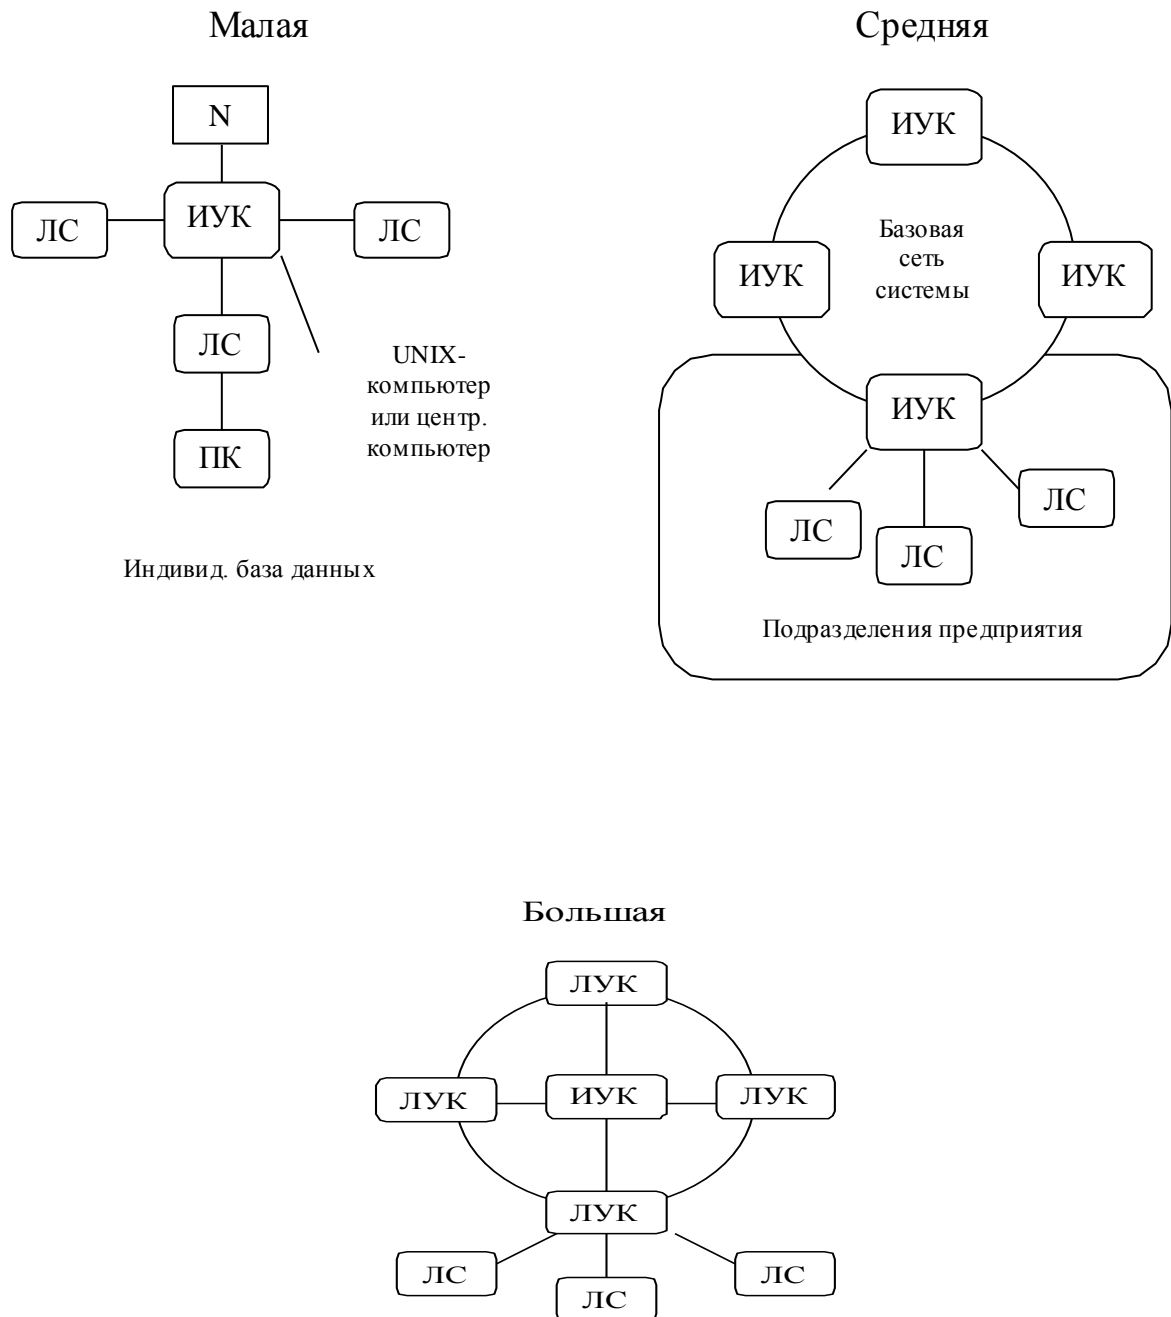 Малая
N
ЛС
ИУК
ЛС
ЛС
ПК
UNIX-
компьютер
или центр.
компьютер
Индивид. база данных
Средняя
ИУК
ИУК
Базовая
сеть
системы
ИУК
ИУК
ЛС
ЛС
ЛС
Подразделения предприятия
Большая
ЛУК
ЛУК
ИУК
ЛУК
ЛУК
ЛС
ЛС
ЛС